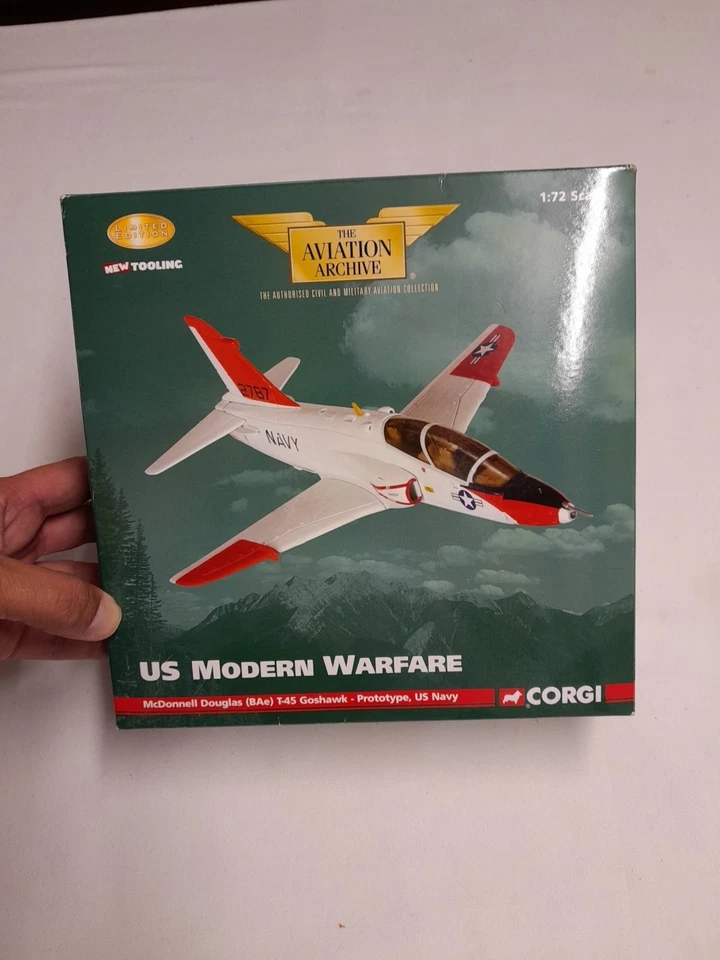 LIMITED
EDITION
NEW TOOLING
1:72
THE
AVIATION
ARCHIVE
®
THE AUTHORISED CIVIL AND MILITARY AVIATION COLLECTION
2787
NAVY
US MODERN WARFARE
McDonnell Douglas (BAe) T-45 Goshawk - Prototype, US Navy
CORGI